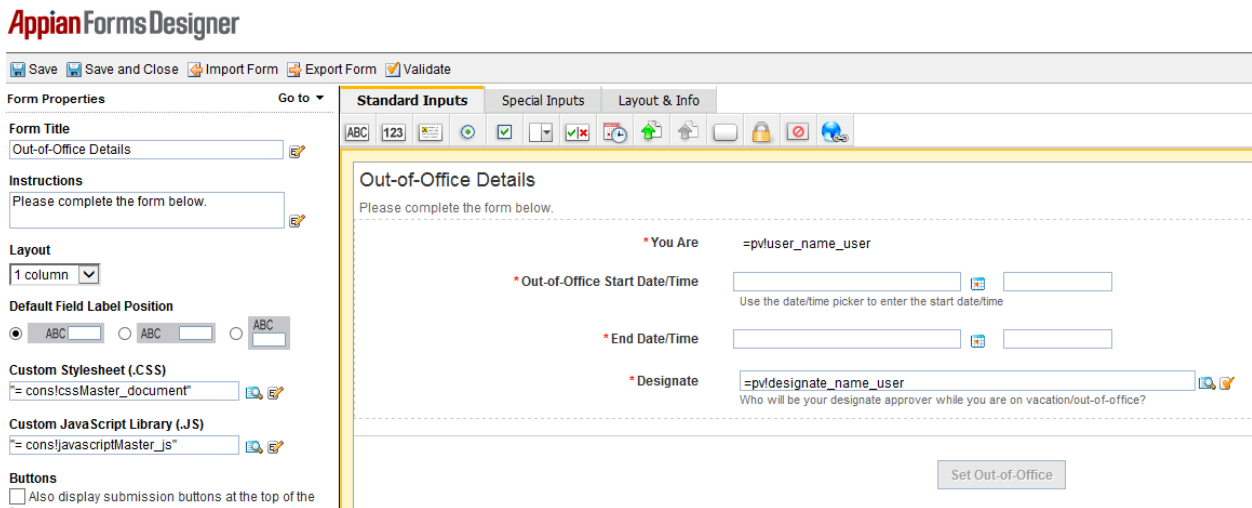 Appian Forms Designer
Save Save and Close Import Form Export Form Validate
Form Properties Go to
Form Title
Out-of-Office Details
Instructions
Please complete the form below.
Layout
1 column
Default Field Label Position
ABC ABC ABC
Custom Stylesheet (.CSS)
"= cons!cssMaster_document"
Custom JavaScript Library (.JS)
"= cons!javascriptMaster_js"
Buttons
Also display submission buttons at the top of the
Standard Inputs Special Inputs Layout & Info
ABC 123
Out-of-Office Details
Please complete the form below.
*You Are =pv!user_name_user
*Out-of-Office Start Date/Time
Use the date/time picker to enter the start date/time
*End Date/Time
*Designate =pv!designate_name_user
Who will be your designate approver while you are on vacation/out-of-office?
Set Out-of-Office